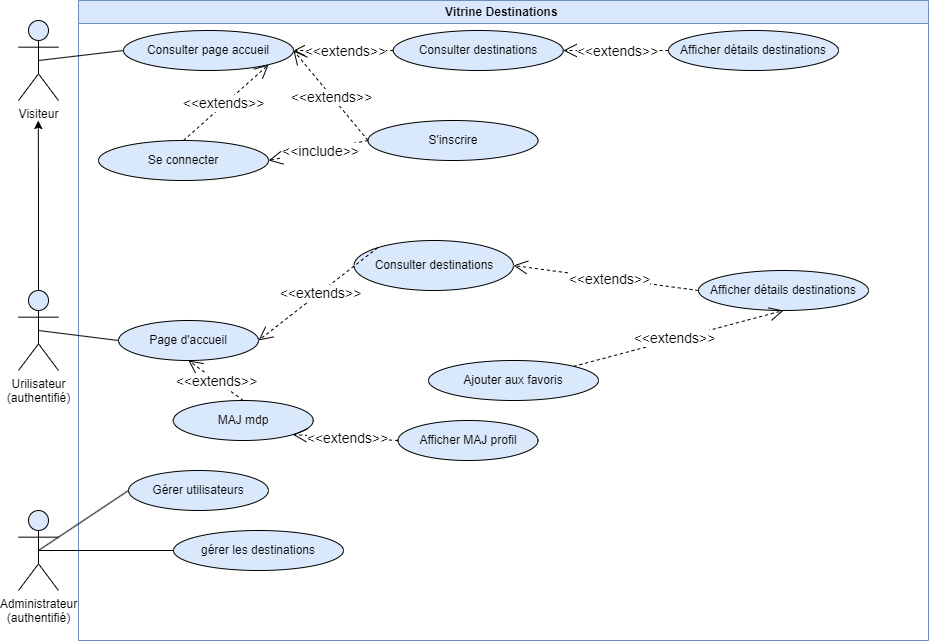 Vitrine Destinations
Consulter page accueil
<<extends>>
Consulter destinations
<<extends>>
Afficher détails destinations
<<extends>>
<<extends>>
Visiteur
S'inscrire
<<include>>
Se connecter
Consulter destinations
<<extends>>
Afficher détails destinations
<<extends>>
Page d'accueil
<<extends>>
Urilisateur
(authentifié)
<<extends>>
Ajouter aux favoris
MAJ mdp
<<extends>>
Afficher MAJ profil
Gérer utilisateurs
gérer les destinations
Administrateur
(authentifié)